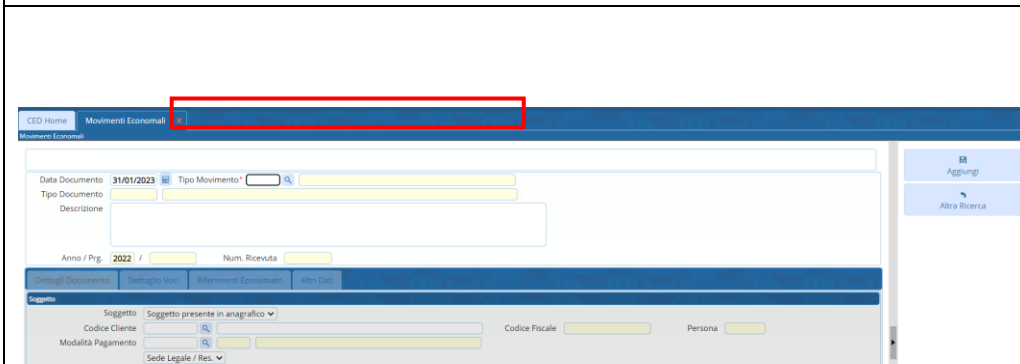 CED Home Movimenti Economali ×
Movimenti Economali
Aggiungi
Data Documento 31/01/2023 Tipo Movimento*
Altra Ricerca
Tipo Documento
Descrizione
Anno / Prg. 2022 / Num. Ricevuta
Dettagli Documento Dettaglio Voci Riferimenti Economato Altri Dati
Soggetto
Soggetto Soggetto presente in anagrafico
Codice Cliente Codice Fiscale Persona
Modalità Pagamento
Sede Legale / Res.